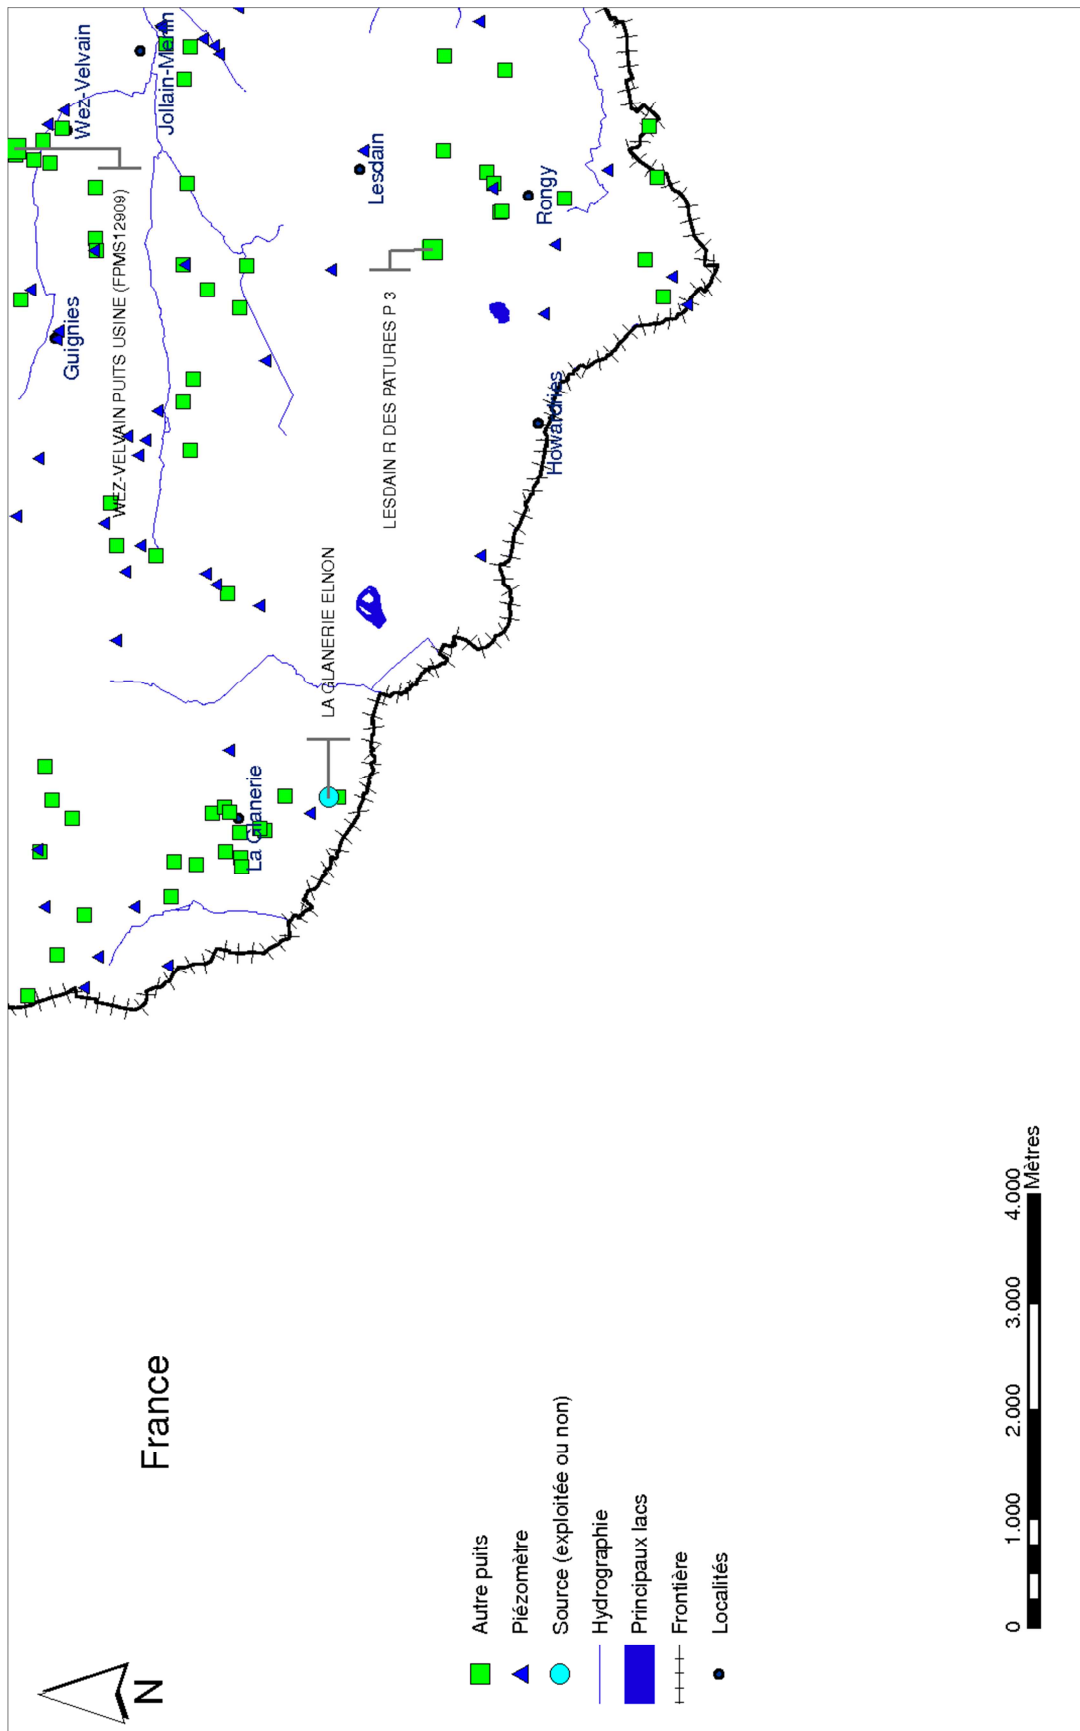 Wez-Velvain
Jollain-Merlin
Guignies
WEZ-VELVAIN PUITS USINE (FPMS12909)
Lesdain
Rongy
LESDAIN R DES PATURES P 3
Howardries
LA GLANERIE ELNON
La Glanerie
France
Autre puits
Piézomètre
Source (exploitée ou non)
Hydrographie
Principaux lacs
Frontière
Localités
N
0 1.000 2.000 3.000 4.000
Mètres